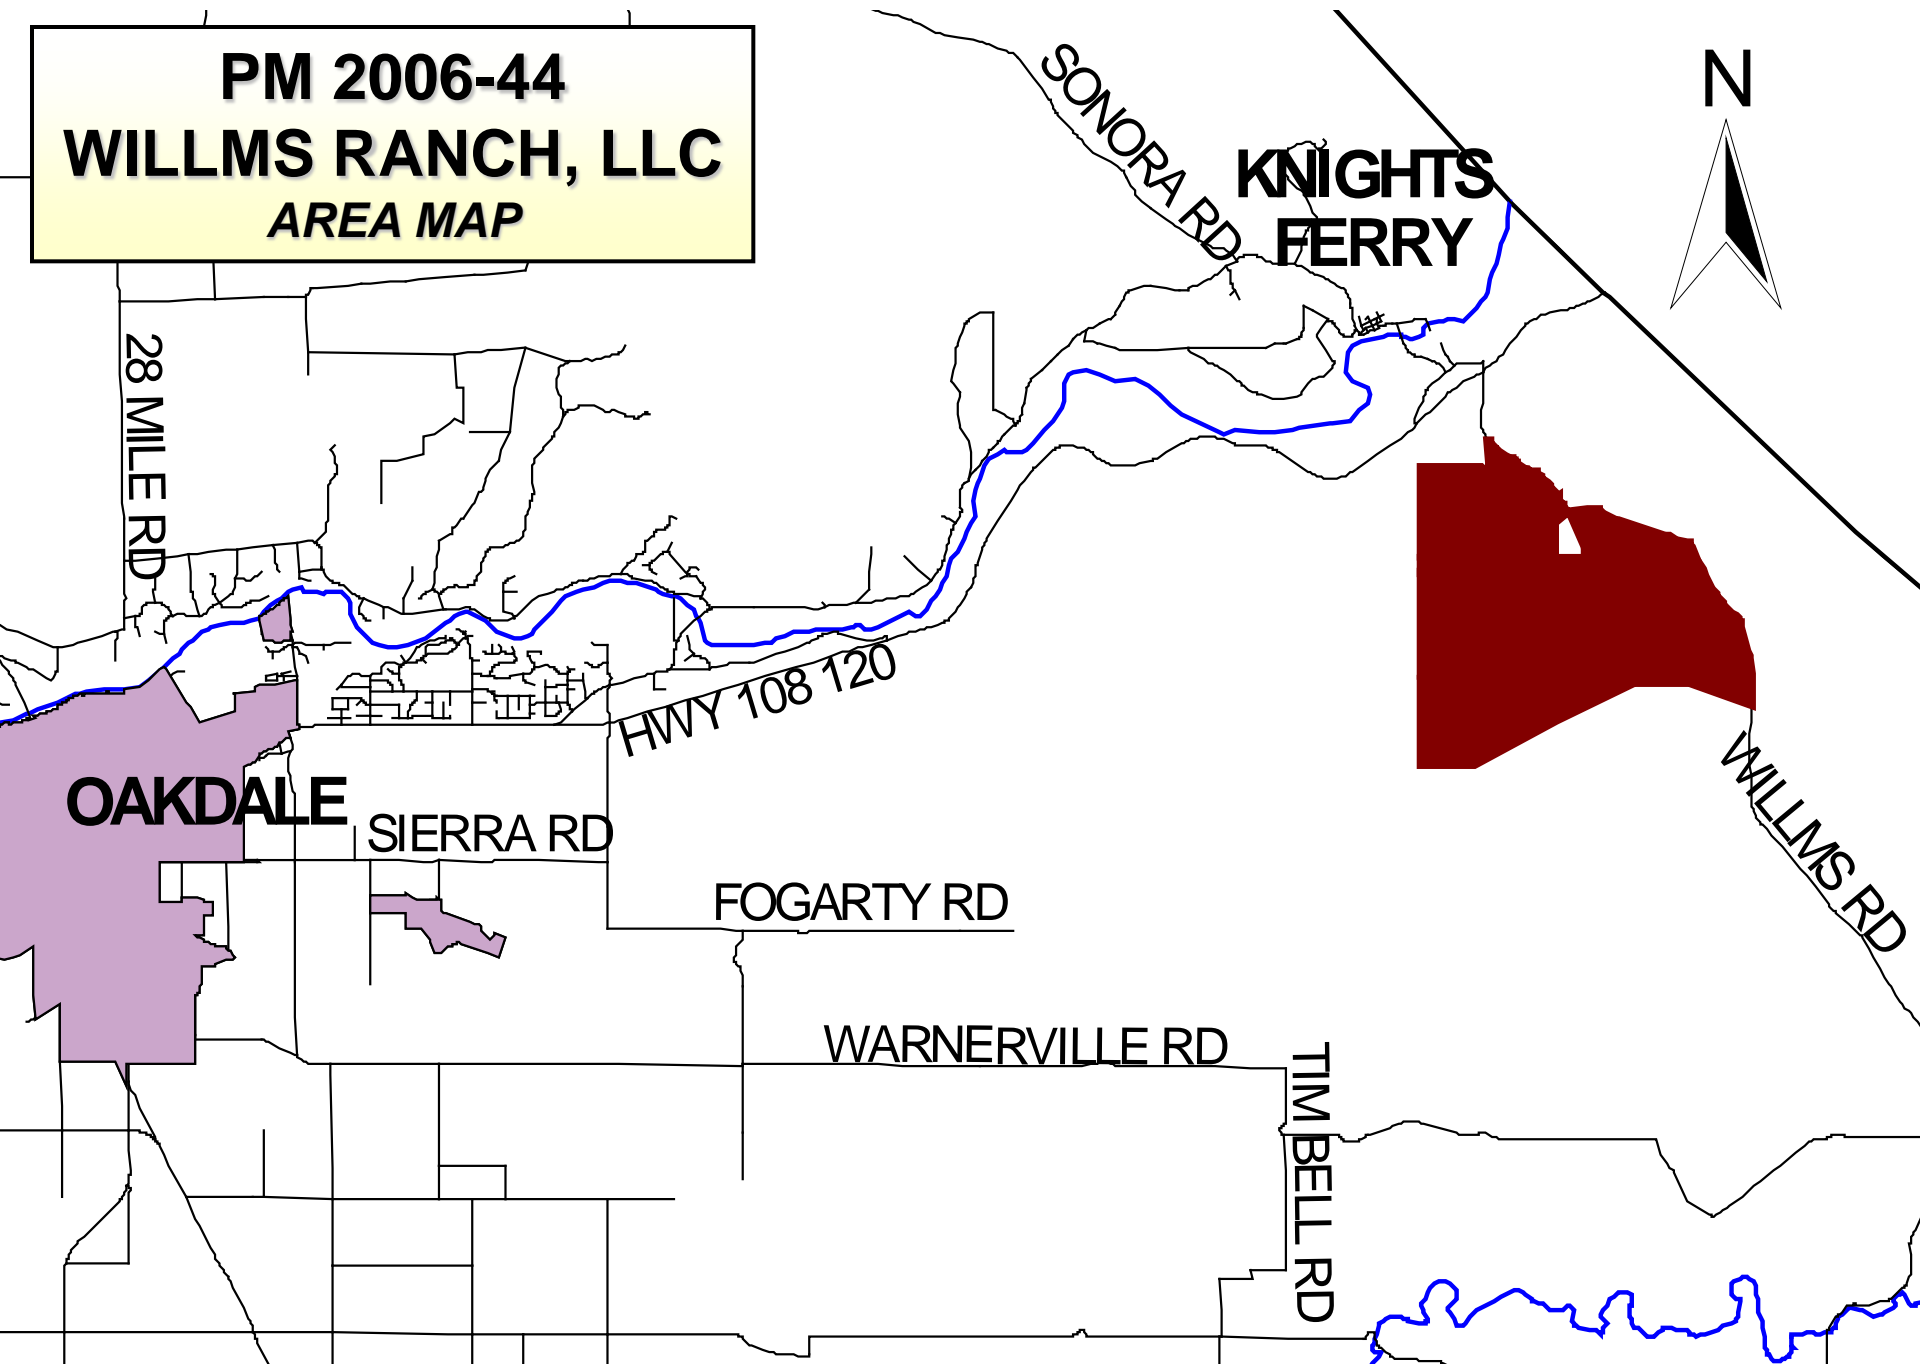 PM 2006-44
WILLMS RANCH, LLC
AREA MAP
N
SONORA RD
KNIGHTS
FERRY
28 MILE RD
HWY 108 120
OAKDALE
SIERRA RD
FOGARTY RD
WILLMS RD
WARNERVILLE RD
TIM BELL RD